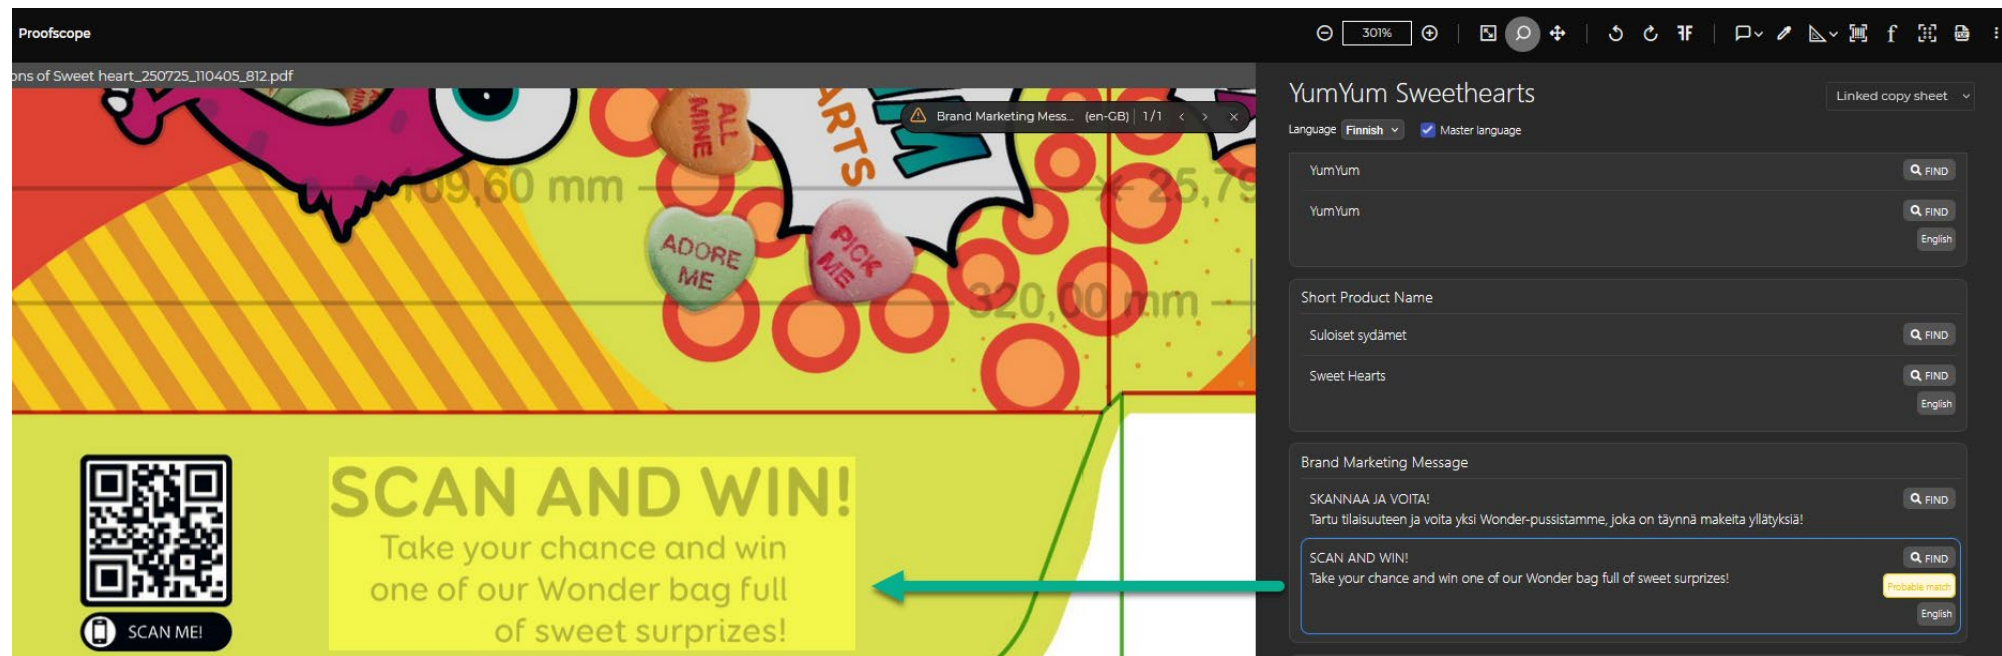 Proofscope
301%
ons of Sweet heart_250725_110405_812.pdf
Brand Marketing Mess... (en-GB) 1/1
ALL
MINE
ARTS
109,60 mm
25,79
ADORE
ME
PICK
ME
320,00 mm
SCAN AND WIN!
Take your chance and win
one of our Wonder bag full
of sweet surprizes!
SCAN ME!
YumYum Sweethearts
Linked copy sheet
Language Finnish Master language
YumYum
FIND
YumYum
FIND
English
Short Product Name
Suloiset sydämet
FIND
Sweet Hearts
FIND
English
Brand Marketing Message
SKANNAA JA VOITA!
FIND
Tartu tilaisuuteen ja voita yksi Wonder-pussistamme, joka on täynnä makeita yllätyksiä!
SCAN AND WIN!
FIND
Take your chance and win one of our Wonder bag full of sweet surprizes!
Probable match
English